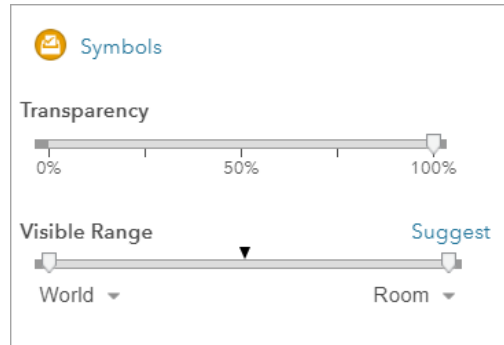 Symbols
Transparency
0% 50% 100%
Visible Range Suggest
World Room